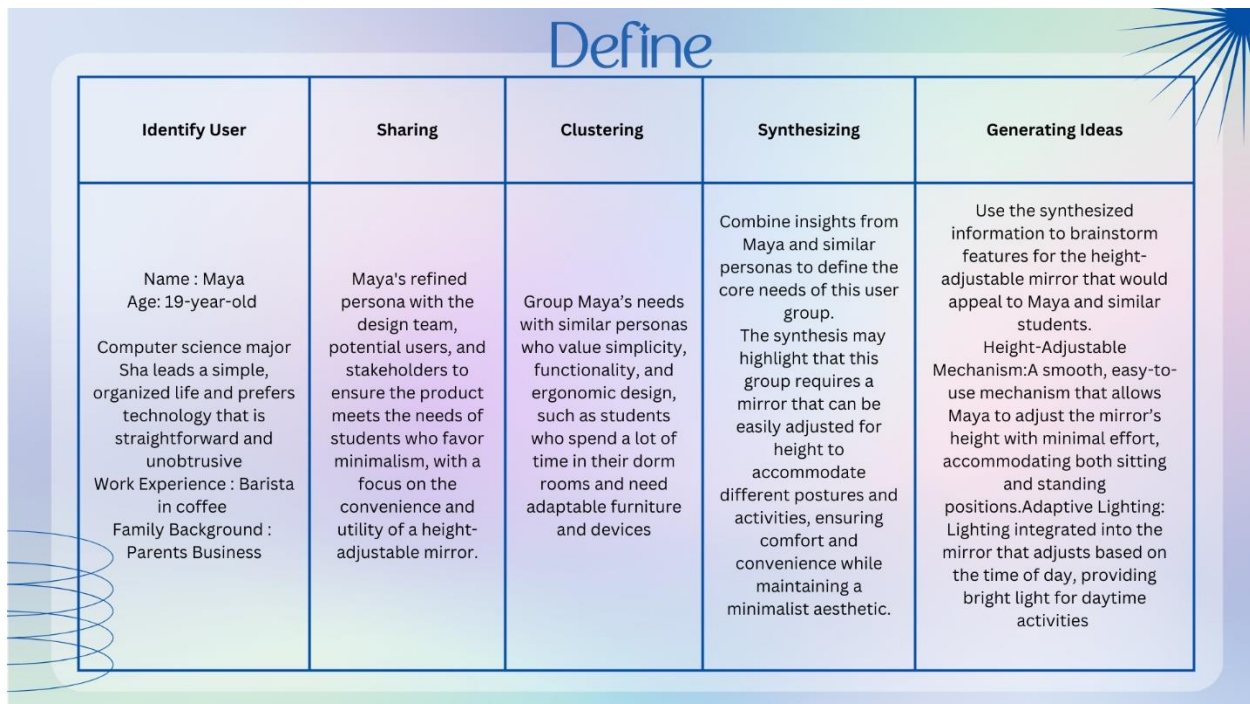 Define
Identify User
Sharing
Clustering
Synthesizing
Generating Ideas
Name : Maya
Age: 19-year-old
Computer science major
Sha leads a simple,
organized life and prefers
technology that is
straightforward and
unobtrusive
Work Experience : Barista
in coffee
Family Background :
Parents Business
Maya's refined
persona with the
design team,
potential users, and
stakeholders to
ensure the product
meets the needs of
students who favor
minimalism, with a
focus on the
convenience and
utility of a height-
adjustable mirror.
Group Maya’s needs
with similar personas
who value simplicity,
functionality, and
ergonomic design,
such as students
who spend a lot of
time in their dorm
rooms and need
adaptable furniture
and devices
Combine insights from
Maya and similar
personas to define the
core needs of this user
group.
The synthesis may
highlight that this
group requires a
mirror that can be
easily adjusted for
height to
accommodate
different postures and
activities, ensuring
comfort and
convenience while
maintaining a
minimalist aesthetic.
Use the synthesized
information to brainstorm
features for the height-
adjustable mirror that would
appeal to Maya and similar
students.
Height-Adjustable
Mechanism:A smooth, easy-to-
use mechanism that allows
Maya to adjust the mirror’s
height with minimal effort,
accommodating both sitting
and standing
positions.Adaptive Lighting:
Lighting integrated into the
mirror that adjusts based on
the time of day, providing
bright light for daytime
activities